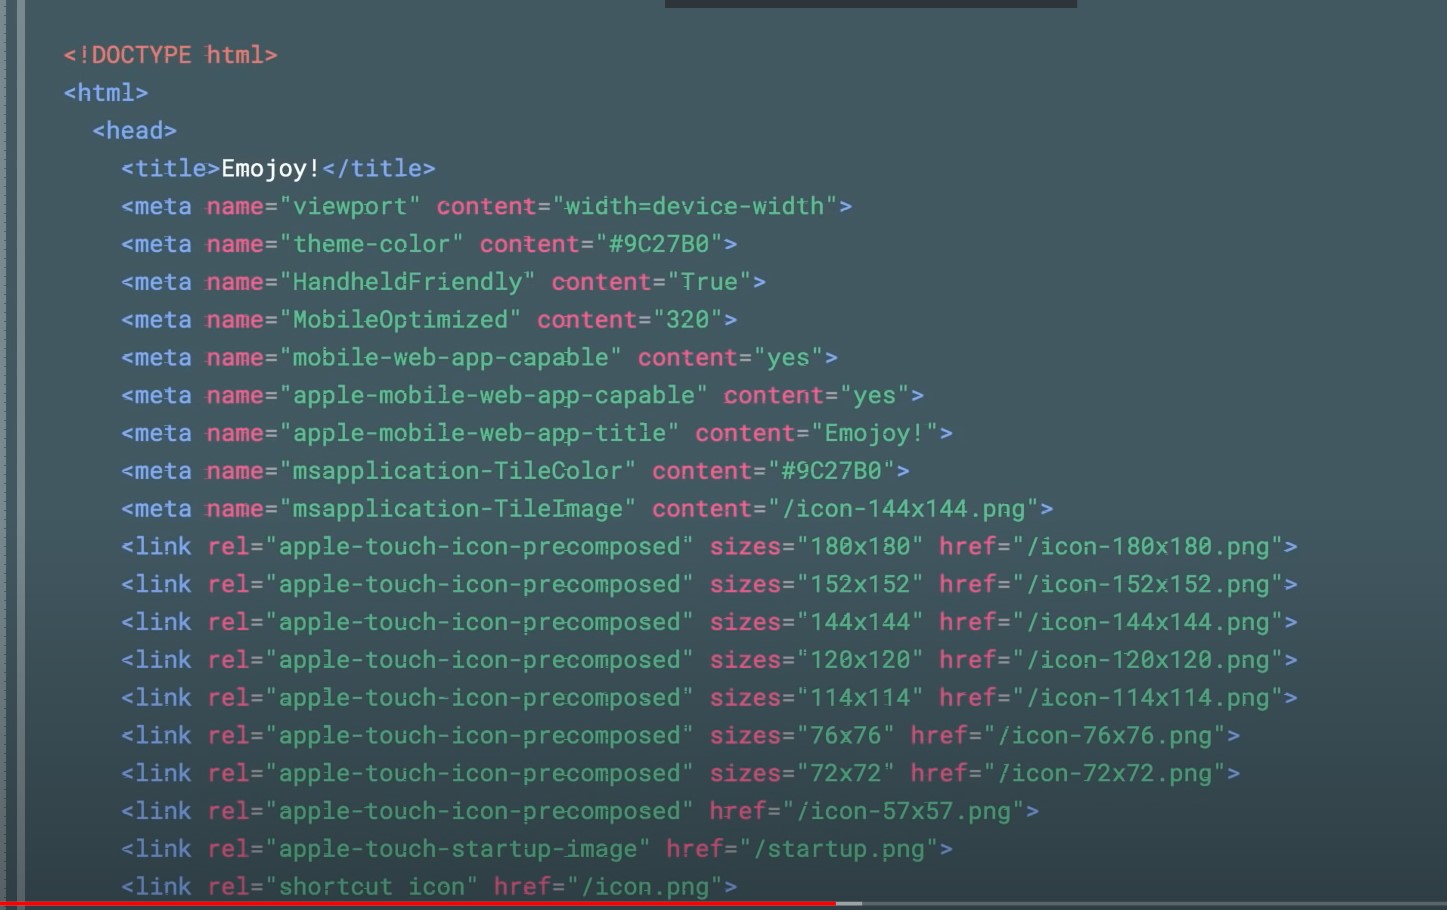 <!DOCTYPE html>
<html>
<head>
<title>Emojoy!</title>
<meta name="viewport" content="width=device-width">
<meta name="theme-color" content="#9C27B0">
<meta name="HandheldFriendly" content="True">
<meta name="MobileOptimized" content="320">
<meta name="mobile-web-app-capable" content="yes">
<meta name="apple-mobile-web-app-capable" content="yes">
<meta name="apple-mobile-web-app-title" content="Emojoy!">
<meta name="msapplication-TileColor" content="#9C27B0">
<meta name="msapplication-TileImage" content="/icon-144x144.png">
<link rel="apple-touch-icon-precomposed" sizes="180x180" href="/icon-180x180.png">
<link rel="apple-touch-icon-precomposed" sizes="152x152" href="/icon-152x152.png">
<link rel="apple-touch-icon-precomposed" sizes="144x144" href="/icon-144x144.png">
<link rel="apple-touch-icon-precomposed" sizes="120x120" href="/icon-120x120.png">
<link rel="apple-touch-icon-precomposed" sizes="114x114" href="/icon-114x114.png">
<link rel="apple-touch-icon-precomposed" sizes="76x76" href="/icon-76x76.png">
<link rel="apple-touch-icon-precomposed" sizes="72x72" href="/icon-72x72.png">
<link rel="apple-touch-icon-precomposed" href="/icon-57x57.png">
<link rel="apple-touch-startup-image" href="/startup.png">
<link rel="shortcut icon" href="/icon.png">